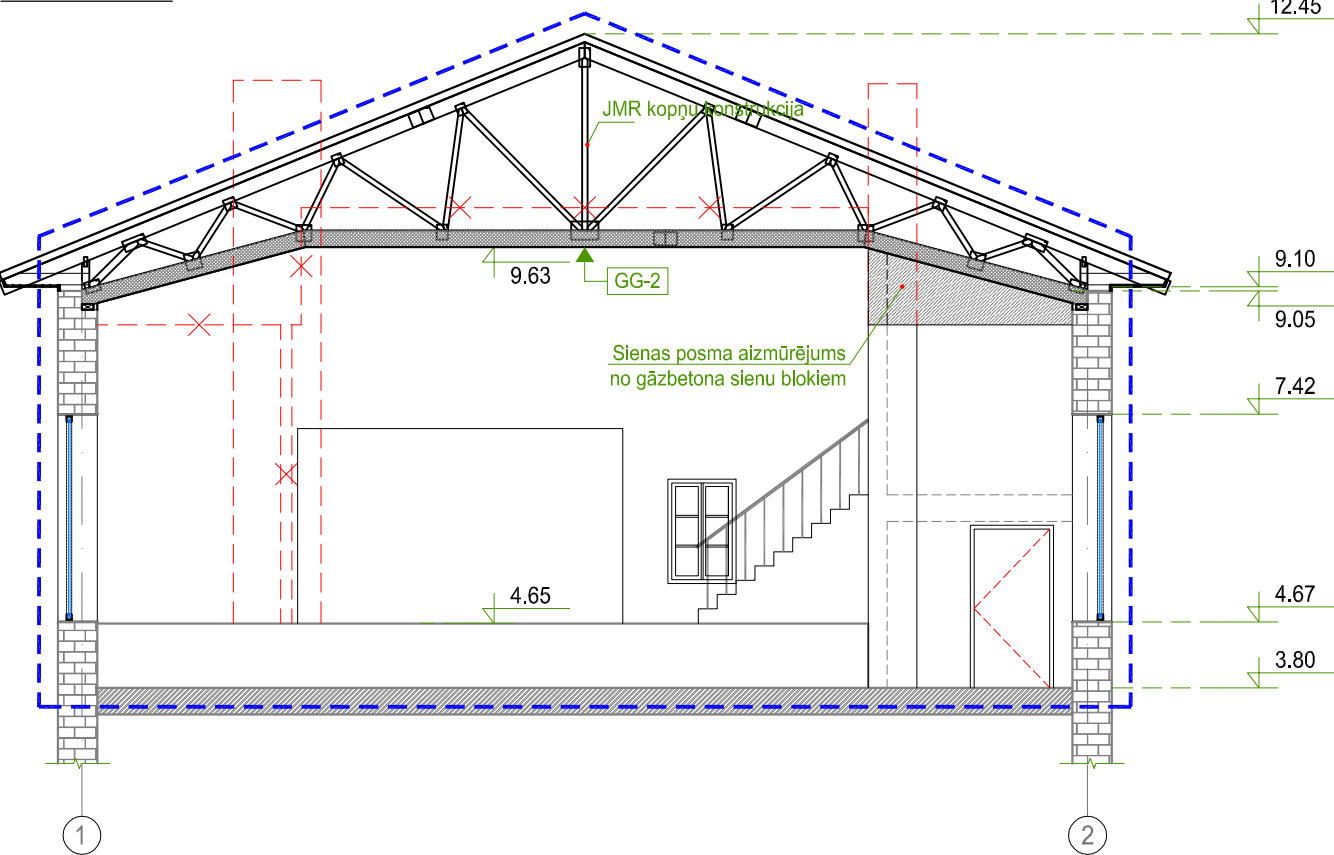 12.45
JMR kopņu konstrukcija
9.63
GG-2
9.10
9.05
Sienas posma aizmūrējums
no gāzbetona sienu blokiem
7.42
4.65
4.67
3.80
1
2